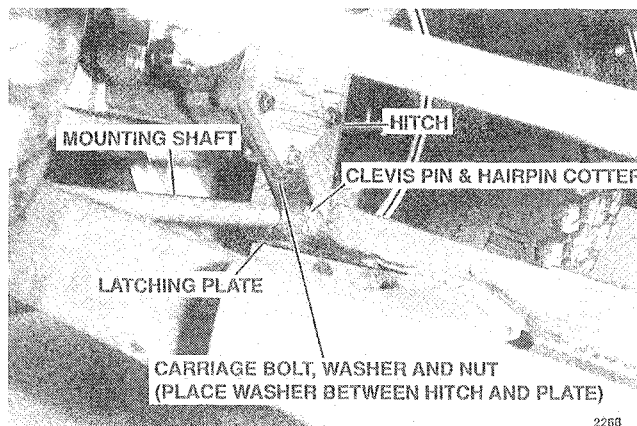 HITCH
MOUNTING SHAFT
CLEVIS PIN & HAIRPIN COTTER
LATCHING PLATE
CARRIAGE BOLT, WASHER AND NUT
(PLACE WASHER BETWEEN HITCH AND PLATE)
2268